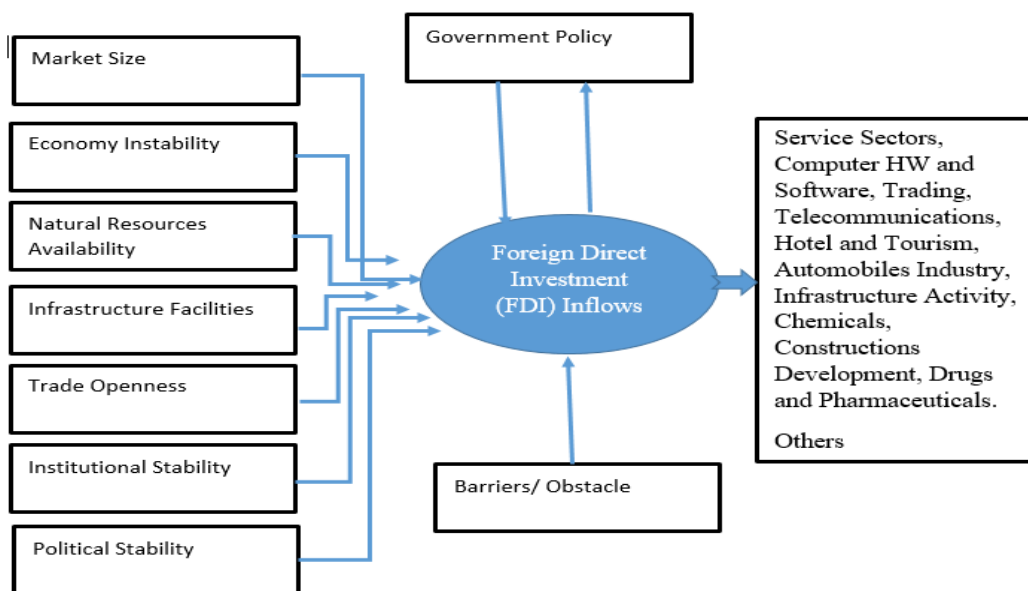 Market Size
Economy Instability
Natural Resources
Availability
Infrastructure Facilities
Trade Openness
Institutional Stability
Political Stability
Government Policy
Foreign Direct
Investment
(FDI) Inflows
Barriers/ Obstacle
Service Sectors,
Computer HW and
Software, Trading,
Telecommunications,
Hotel and Tourism,
Automobiles Industry,
Infrastructure Activity,
Chemicals,
Constructions
Development, Drugs
and Pharmaceuticals.
Others